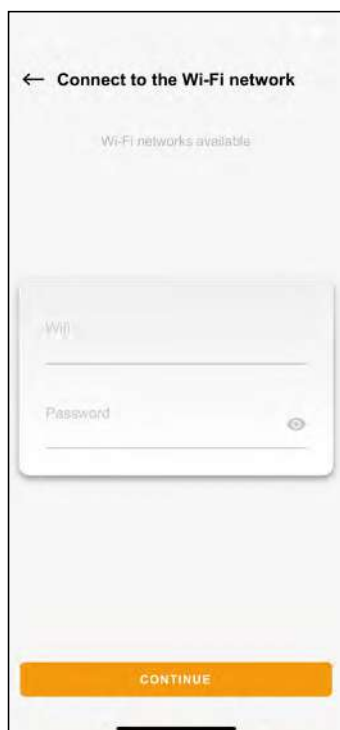 Connect to the Wi-Fi network
Wi-Fi networks available
Wifi
Password
CONTINUE